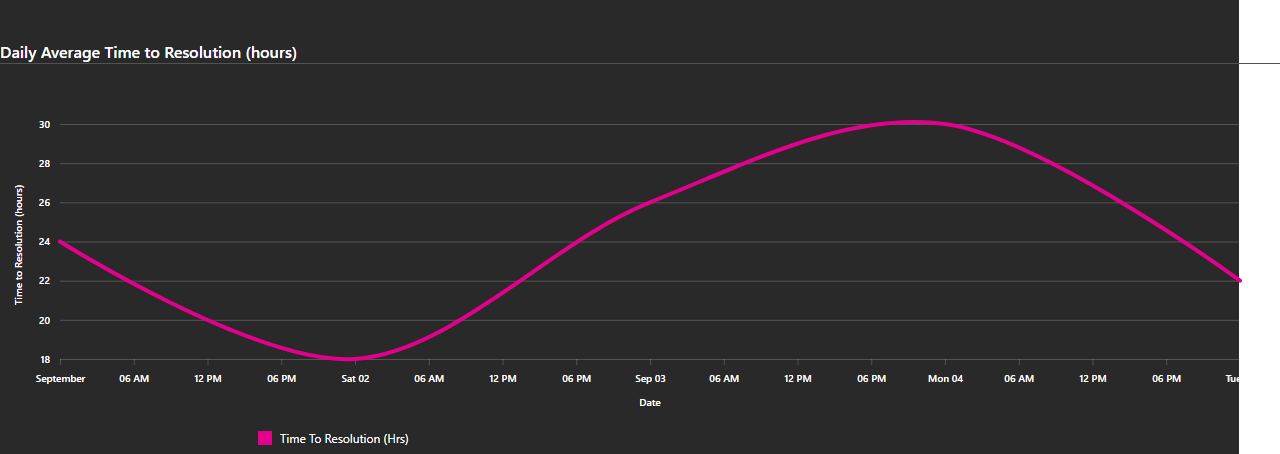 Daily Average Time to Resolution (hours)
30
28
26
24
22
20
18
Time to Resolution (hours)
September 06 AM 12 PM 06 PM Sat 02 06 AM 12 PM 06 PM Sep 03 06 AM 12 PM 06 PM Mon 04 06 AM 12 PM 06 PM Tue
Date
Time To Resolution (Hrs)